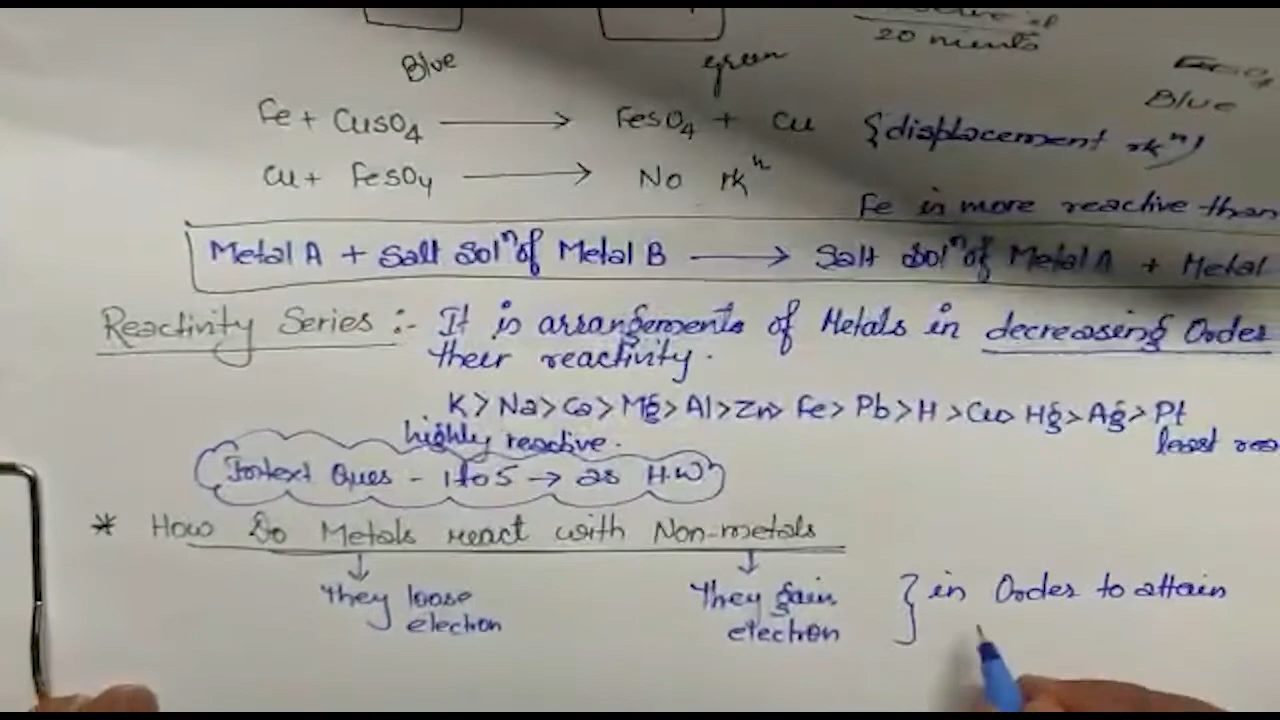 20 nients
Blue
green
FeSO4
Blue
Fe + CuSO4 → FeSO4 + Cu {displacement rkⁿ}
Cu + FeSO4 → No rkⁿ
Fe is more reactive than
Metal A + Salt Solⁿ of Metal B → Salt Solⁿ of Metal A + Metal
Reactivity Series :- It is arrangements of Metals in decreasing Order
their reactivity.
K > Na > Ca > Mg > Al > Zn > Fe > Pb > H > Cu > Hg > Ag > Pt
highly reactive.
least rea
Intext Ques - 1 to 5 → as H.W
* How Do Metals react with Non-metals
They loose
electron
They gain
electron
} in Order to attain